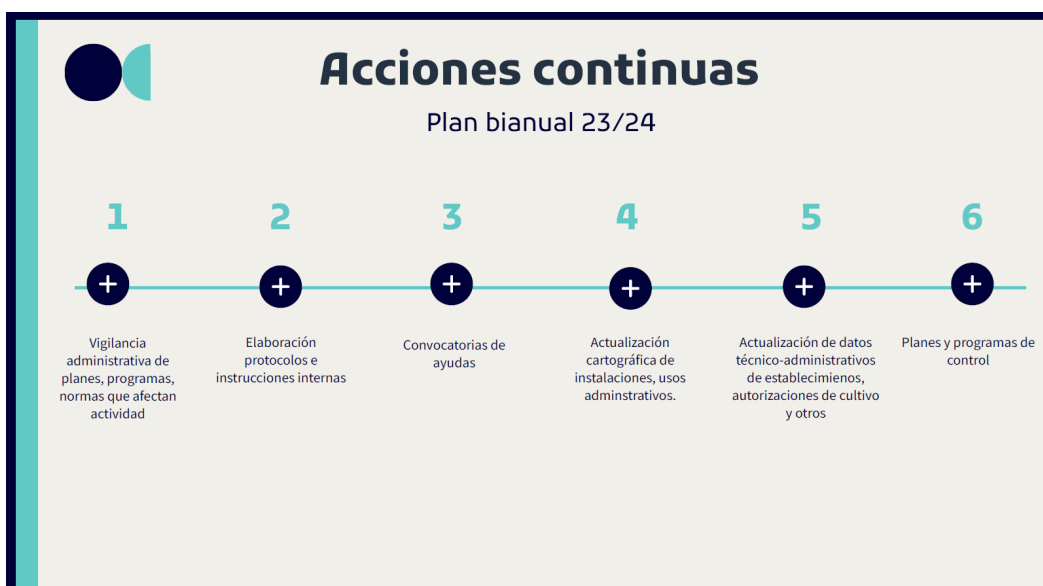 Acciones continuas
Plan bianual 23/24
1
Vigilancia
administrativa de
planes, programas,
normas que afectan
actividad
2
Elaboración
protocolos e
instrucciones internas
3
Convocatorias de
ayudas
4
Actualización
cartográfica de
instalaciones, usos
adminstrativos.
5
Actualización de datos
técnico-administrativos
de establecimienos,
autorizaciones de cultivo
y otros
6
Planes y programas de
control